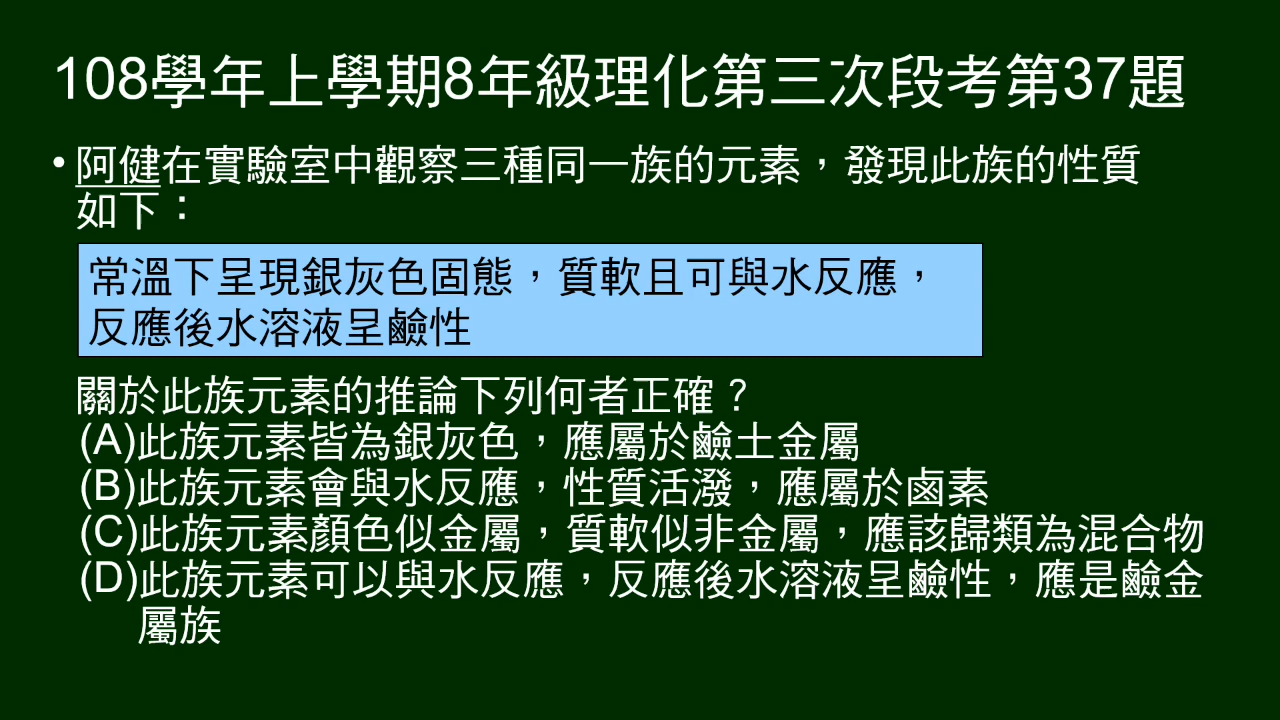 108學年上學期8年級理化第三次段考第37題
•阿健在實驗室中觀察三種同一族的元素，發現此族的性質
如下：
常溫下呈現銀灰色固態，質軟且可與水反應，
反應後水溶液呈鹼性
關於此族元素的推論下列何者正確？
(A)此族元素皆為銀灰色，應屬於鹼土金屬
(B)此族元素會與水反應，性質活潑，應屬於鹵素
(C)此族元素顏色似金屬，質軟似非金屬，應該歸類為混合物
(D)此族元素可以與水反應，反應後水溶液呈鹼性，應是鹼金
屬族